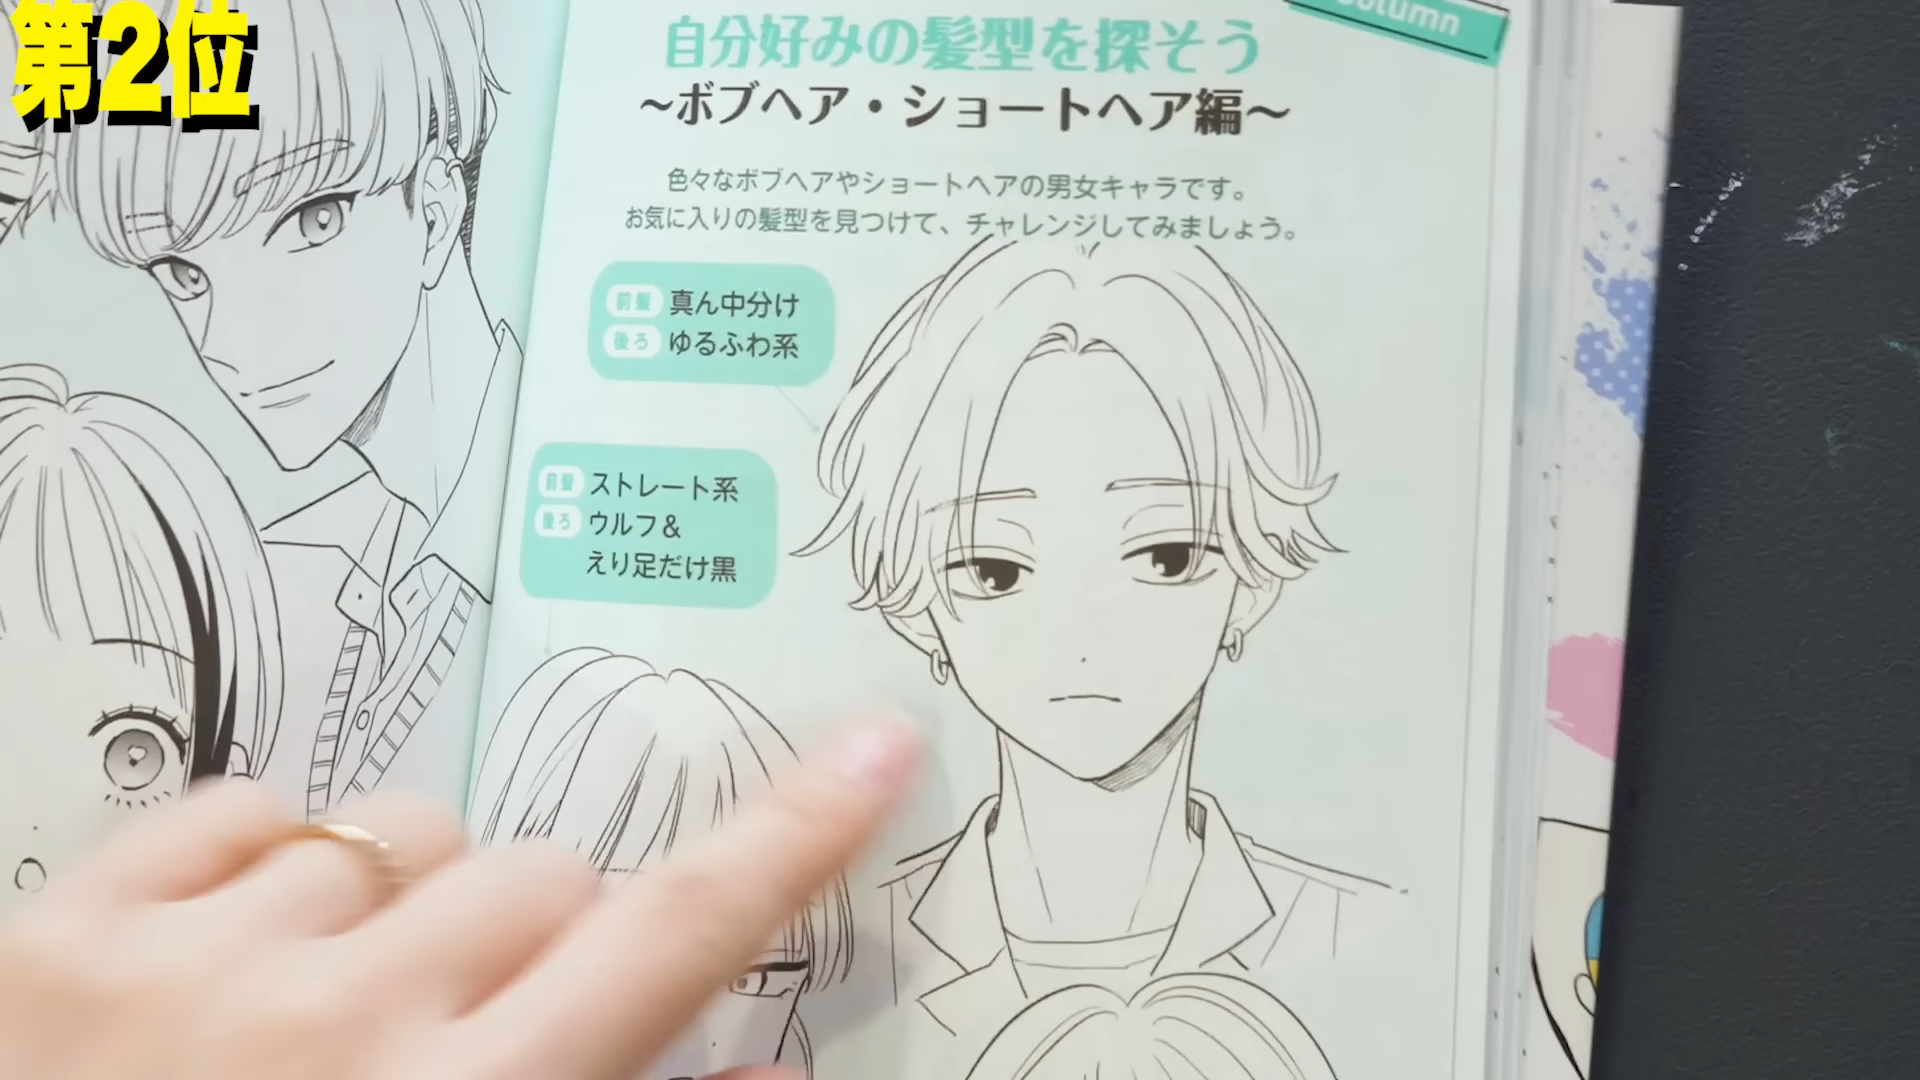 第2位
column
自分好みの髪型を探そう
〜ボブヘア・ショートヘア編〜
色々なボブヘアやショートヘアの男女キャラです。
お気に入りの髪型を見つけて、チャレンジしてみましょう。
前髪 真ん中分け
後ろ ゆるふわ系
前髪 ストレート系
後ろ ウルフ&
えり足だけ黒